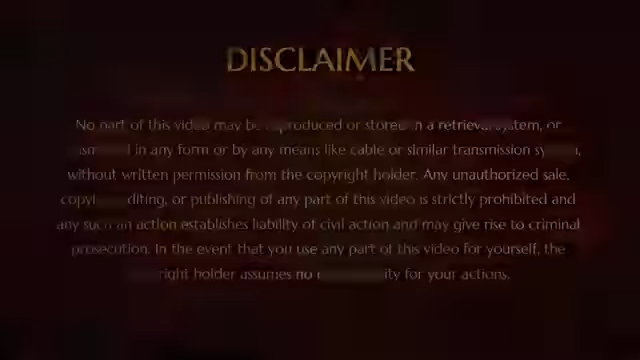 DISCLAIMER
No part of this video may be reproduced or stored in a retrieval system, or
in any form or by any means like cable or similar transmission
without written permission from the copyright holder. Any unauthorized sale,
or publishing of any part of this video is strictly prohibited and
any such an action establishes liability of civil action and may give rise to criminal
prosecution. In the event that you use any part of this video for yourself, the
holder assumes no for your actions.